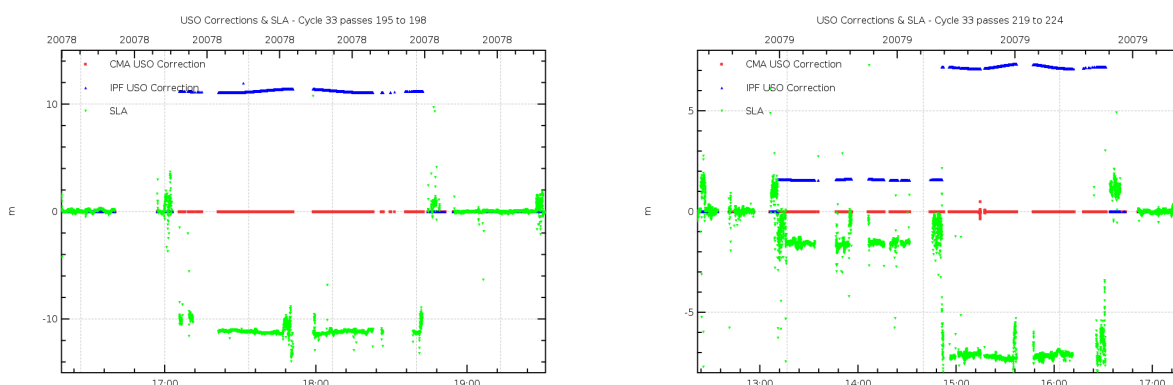 USO Corrections & SLA - Cycle 33 passes 195 to 198
20078 20078 20078 20078 20078 20078 20078
CMA USO Correction
IPF USO Correction
SLA
10
0
-10
m
17:00 18:00 19:00
USO Corrections & SLA - Cycle 33 passes 219 to 224
20079 20079 20079 20079
CMA USO Correction
IPF USO Correction
SLA
5
0
-5
m
13:00 14:00 15:00 16:00 17:00